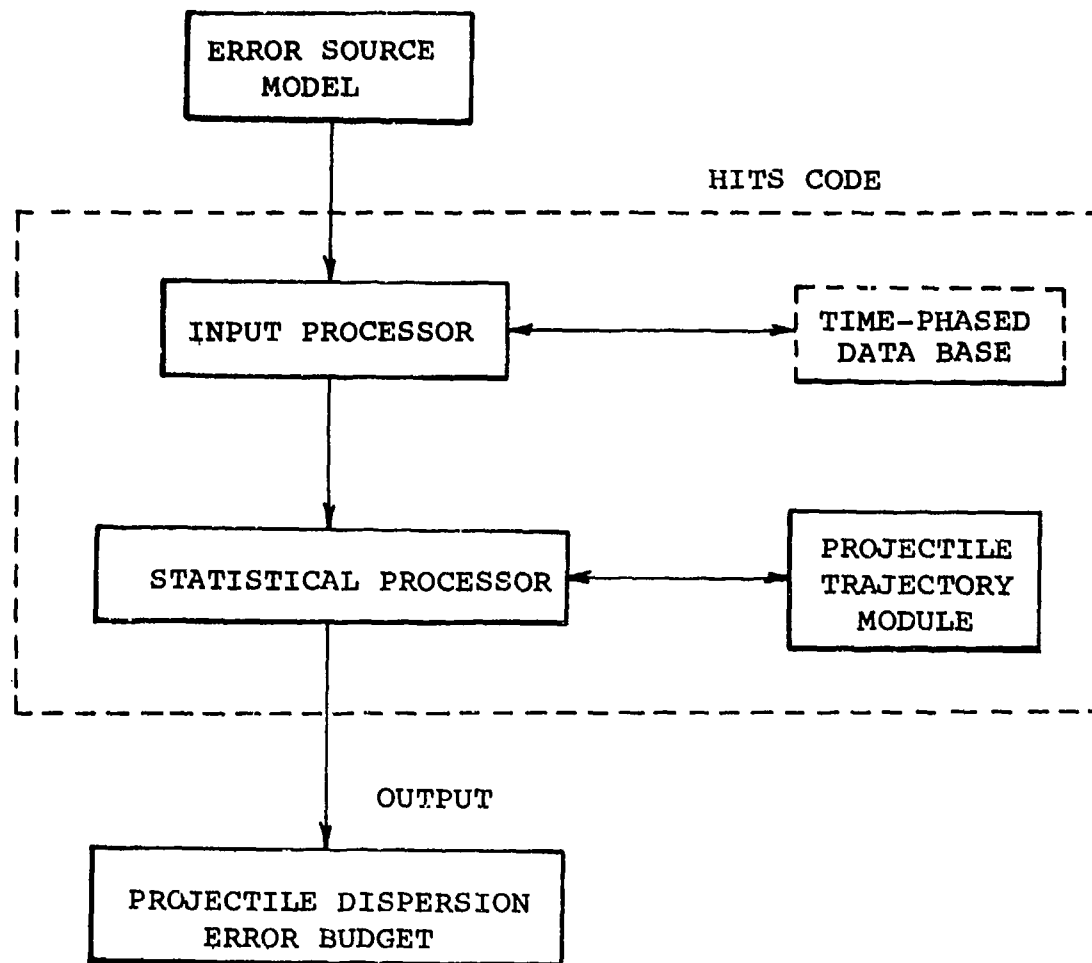 ERROR SOURCE
MODEL
HITS CODE
INPUT PROCESSOR
TIME-PHASED
DATA BASE
STATISTICAL PROCESSOR
PROJECTILE
TRAJECTORY
MODULE
OUTPUT
PROJECTILE DISPERSION
ERROR BUDGET